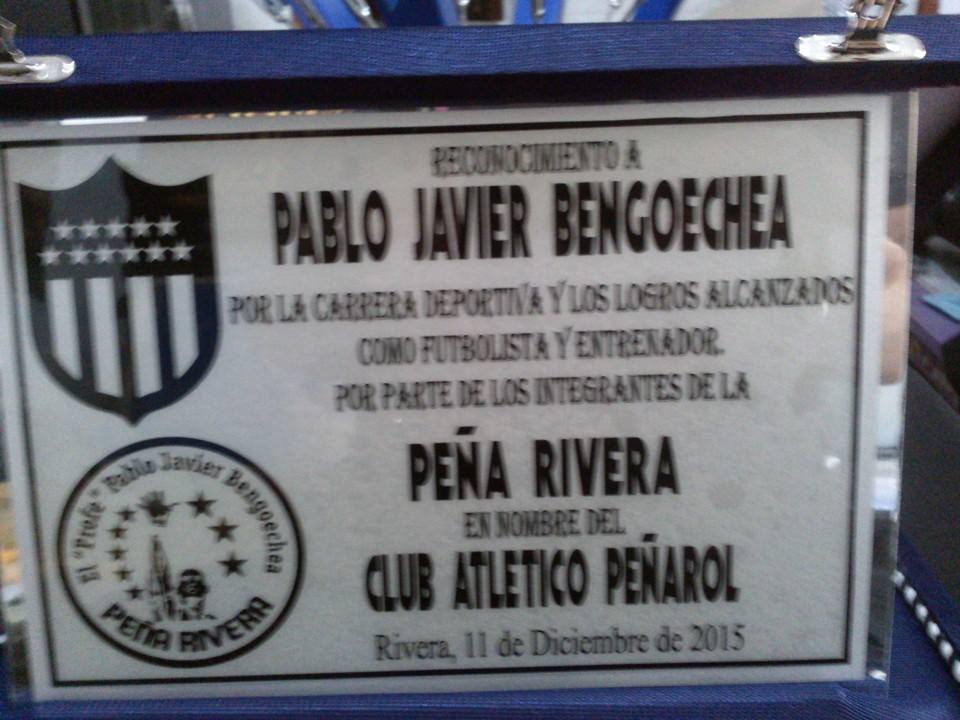 RECONOCIMIENTO A
PABLO JAVIER BENGOECHEA
POR LA CARRERA DEPORTIVA Y LOS LOGROS ALCANZADOS
COMO FUTBOLISTA Y ENTRENADOR.
POR PARTE DE LOS INTEGRANTES DE LA
PEÑA RIVERA
EN NOMBRE DEL
CLUB ATLETICO PEÑAROL
Rivera, 11 de Diciembre de 2015
El "Profe" Pablo Javier Bengoechea
PEÑA RIVERA